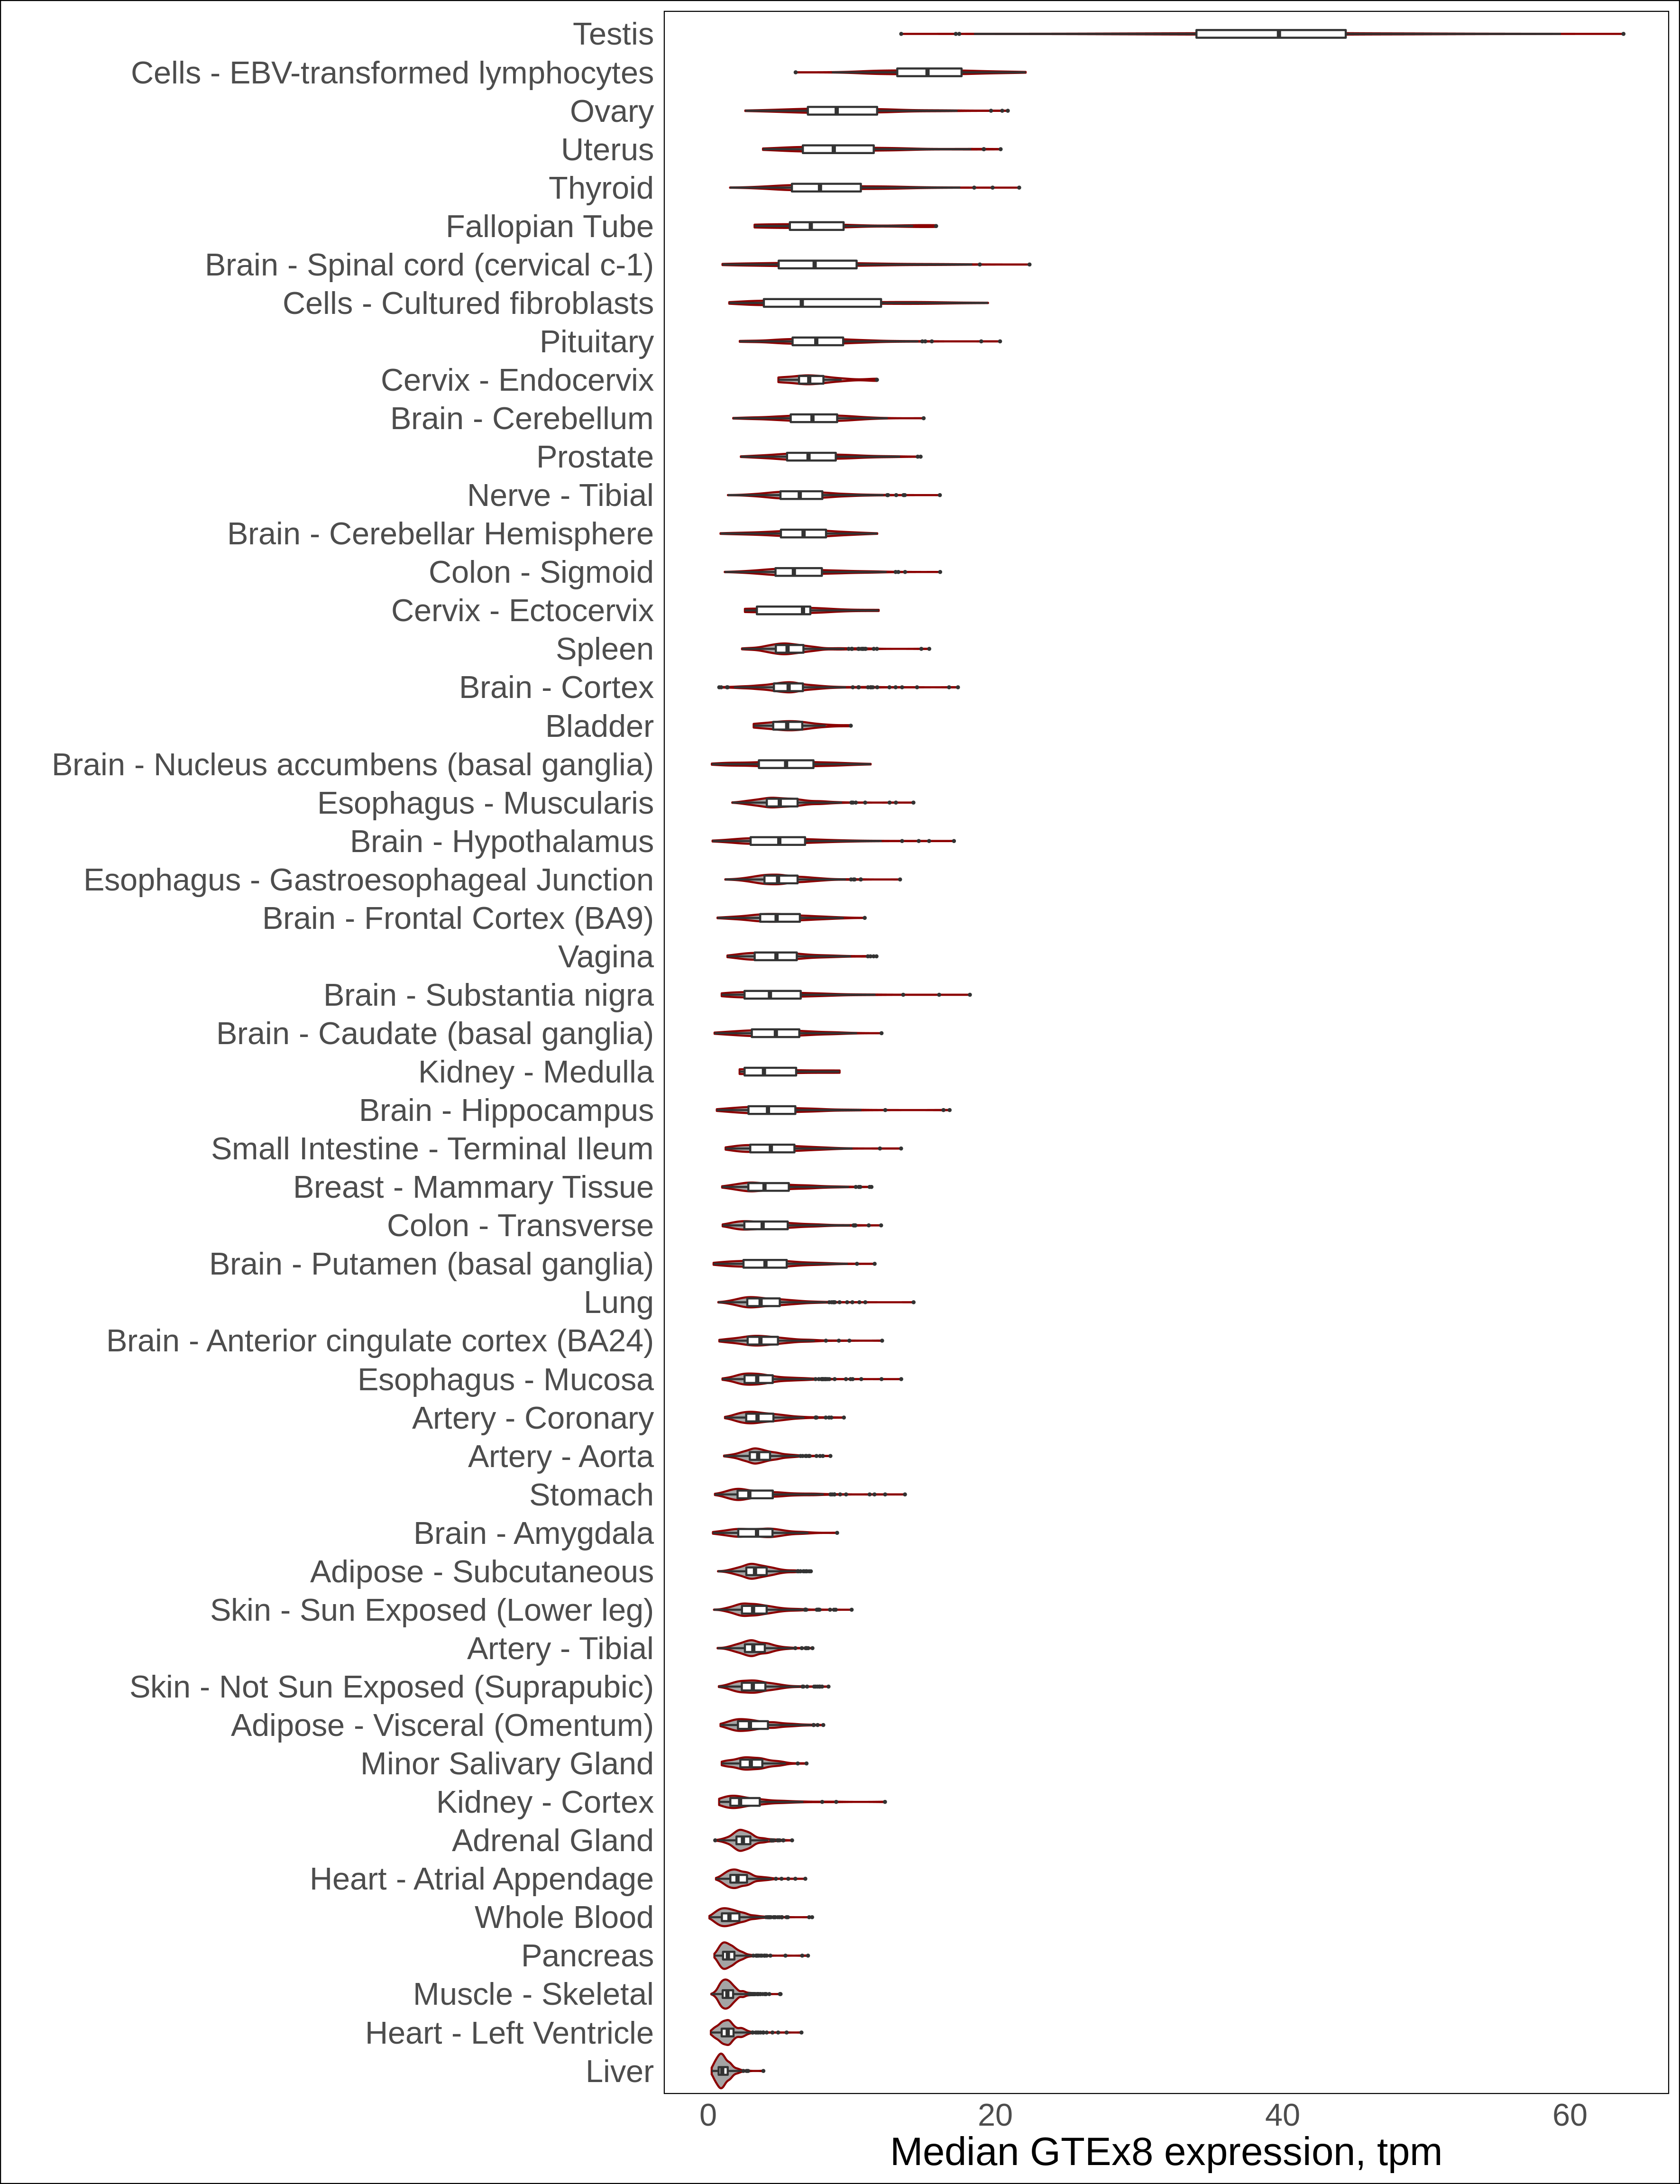 Testis
Cells - EBV-transformed lymphocytes
Ovary
Uterus
Thyroid
Fallopian Tube
Brain - Spinal cord (cervical c-1)
Cells - Cultured fibroblasts
Pituitary
Cervix - Endocervix
Brain - Cerebellum
Prostate
Nerve - Tibial
Brain - Cerebellar Hemisphere
Colon - Sigmoid
Cervix - Ectocervix
Spleen
Brain - Cortex
Bladder
Brain - Nucleus accumbens (basal ganglia)
Esophagus - Muscularis
Brain - Hypothalamus
Esophagus - Gastroesophageal Junction
Brain - Frontal Cortex (BA9)
Vagina
Brain - Substantia nigra
Brain - Caudate (basal ganglia)
Kidney - Medulla
Brain - Hippocampus
Small Intestine - Terminal Ileum
Breast - Mammary Tissue
Colon - Transverse
Brain - Putamen (basal ganglia)
Lung
Brain - Anterior cingulate cortex (BA24)
Esophagus - Mucosa
Artery - Coronary
Artery - Aorta
Stomach
Brain - Amygdala
Adipose - Subcutaneous
Skin - Sun Exposed (Lower leg)
Artery - Tibial
Skin - Not Sun Exposed (Suprapubic)
Adipose - Visceral (Omentum)
Minor Salivary Gland
Kidney - Cortex
Adrenal Gland
Heart - Atrial Appendage
Whole Blood
Pancreas
Muscle - Skeletal
Heart - Left Ventricle
Liver
0 20 40 60
Median GTEx8 expression, tpm